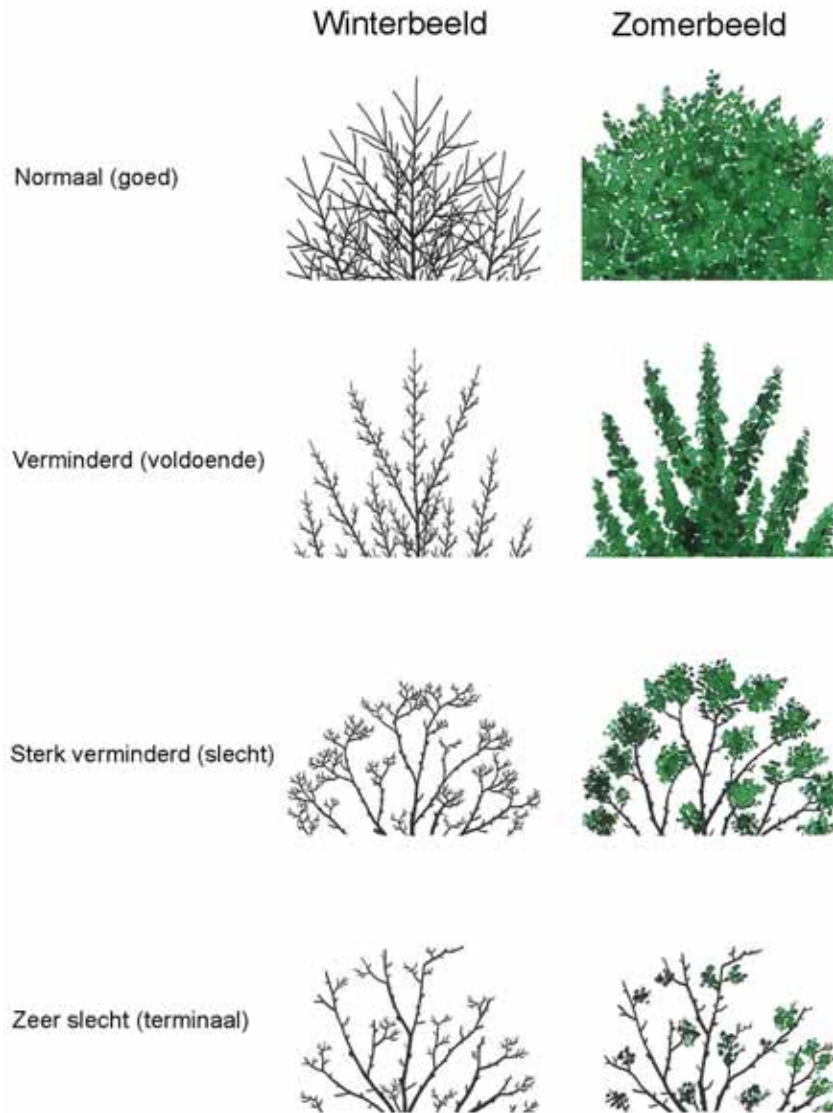 Winterbeeld Zomerbeeld
Normaal (goed)
Verminderd (voldoende)
Sterk verminderd (slecht)
Zeer slecht (terminaal)